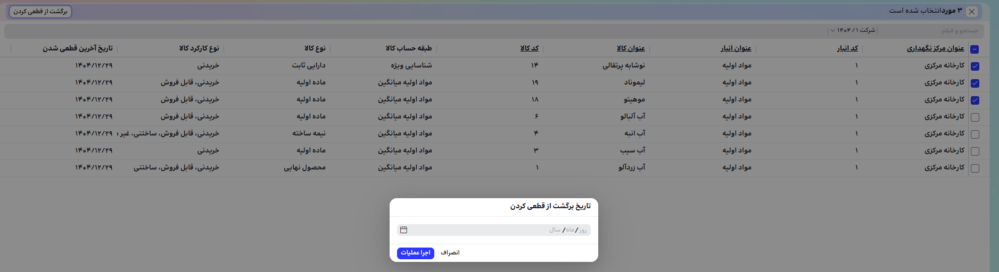 ۳ مورد انتخاب شده است برگشت از قطعی کردن
جستجو و فیلتر شرکت ۱ / ۱۴۰۴
عنوان مرکز نگهداری کد انبار عنوان انبار عنوان کالا کد کالا طبقه حساب کالا نوع کالا نوع کارکرد کالا تاریخ آخرین قطعی شدن
کارخانه مرکزی ۱ مواد اولیه نوشابه پرتقالی ۱۴ شناسایی ویژه دارایی ثابت خریدنی ۱۴۰۴/۱۲/۲۹
کارخانه مرکزی ۱ مواد اولیه لیموناد ۱۹ مواد اولیه میانگین ماده اولیه خریدنی، قابل فروش ۱۴۰۴/۱۲/۲۹
کارخانه مرکزی ۱ مواد اولیه موهیتو ۱۸ مواد اولیه میانگین ماده اولیه خریدنی، قابل فروش ۱۴۰۴/۱۲/۲۹
کارخانه مرکزی ۱ مواد اولیه آب آلبالو ۶ مواد اولیه میانگین ماده اولیه خریدنی، قابل فروش ۱۴۰۴/۱۲/۲۹
کارخانه مرکزی ۱ مواد اولیه آب انبه ۴ مواد اولیه میانگین نیمه ساخته خریدنی، قابل فروش، ساختنی، غیر ۱۴۰۴/۱۲/۲۹
کارخانه مرکزی ۱ مواد اولیه آب سیب ۳ مواد اولیه میانگین ماده اولیه خریدنی ۱۴۰۴/۱۲/۲۹
کارخانه مرکزی ۱ مواد اولیه آب زردآلو ۱ مواد اولیه میانگین محصول نهایی خریدنی، قابل فروش، ساختنی ۱۴۰۴/۱۲/۲۹
تاریخ برگشت از قطعی کردن
روز/ماه/ سال
انصراف اجرا عملیات